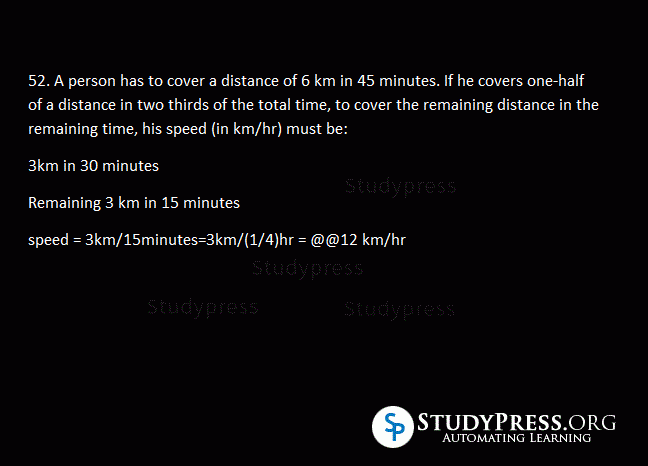 52. A person has to cover a distance of 6 km in 45 minutes. If he covers one-half
of a distance in two thirds of the total time, to cover the remaining distance in the
remaining time, his speed (in km/hr) must be:
3km in 30 minutes
Studypress
Remaining 3 km in 15 minutes
speed = 3km/15minutes=3km/(1/4)hr = @@12 km/hr
Studypress
Studypress Studypress
SP STUDYPRESS.ORG
AUTOMATING LEARNING